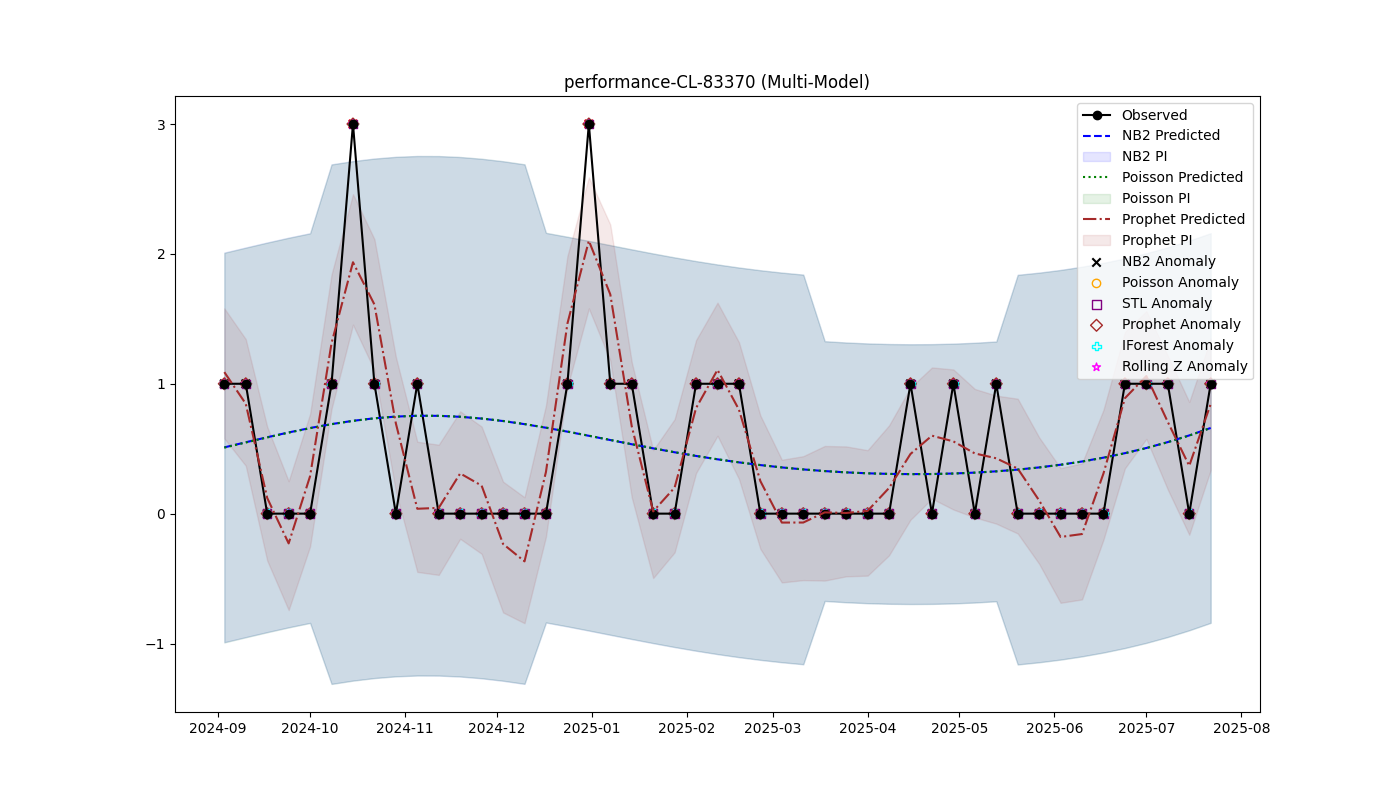 performance-CL-83370 (Multi-Model)
3
2
1
0
−1
2024-09
2024-10
2024-11
2024-12
2025-01
2025-02
2025-03
2025-04
2025-05
2025-06
2025-07
2025-08
Observed
NB2 Predicted
NB2 PI
Poisson Predicted
Poisson PI
Prophet Predicted
Prophet PI
NB2 Anomaly
Poisson Anomaly
STL Anomaly
Prophet Anomaly
IForest Anomaly
Rolling Z Anomaly